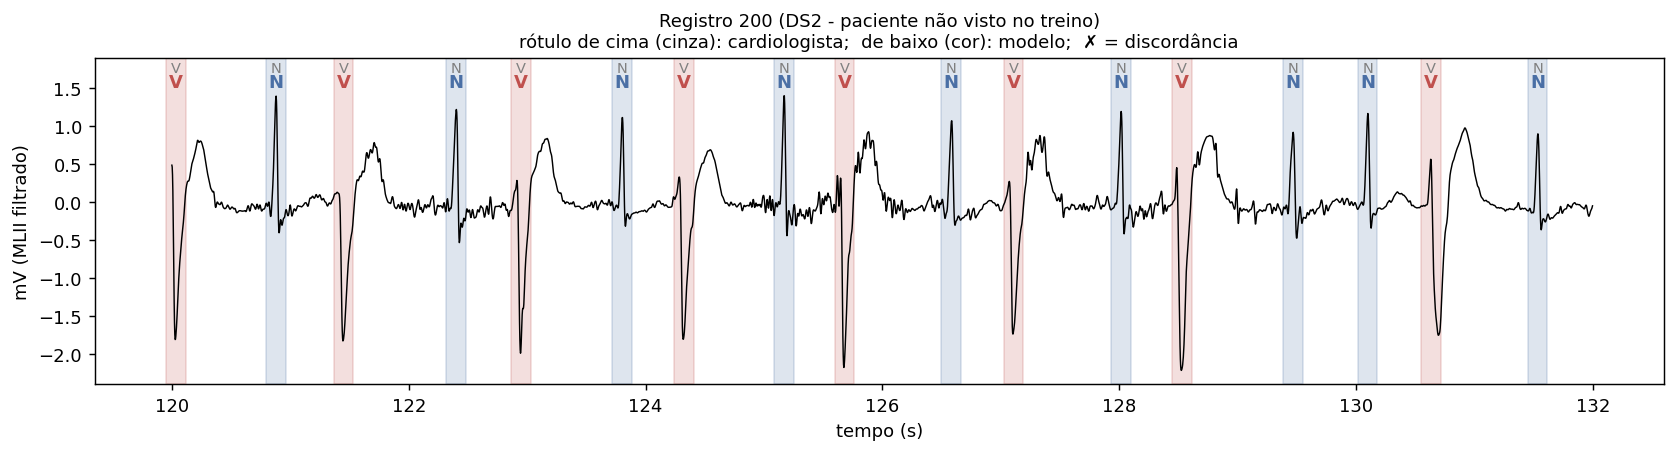 Registro 200 (DS2 - paciente não visto no treino)
rótulo de cima (cinza): cardiologista;  de baixo (cor): modelo;  ✗ = discordância
V N V N V N V N V N V N V N N V N
V N V N V N V N V N V N V N N V N
1.5
1.0
0.5
0.0
−0.5
−1.0
−1.5
−2.0
mV (MLII filtrado)
120 122 124 126 128 130 132
tempo (s)